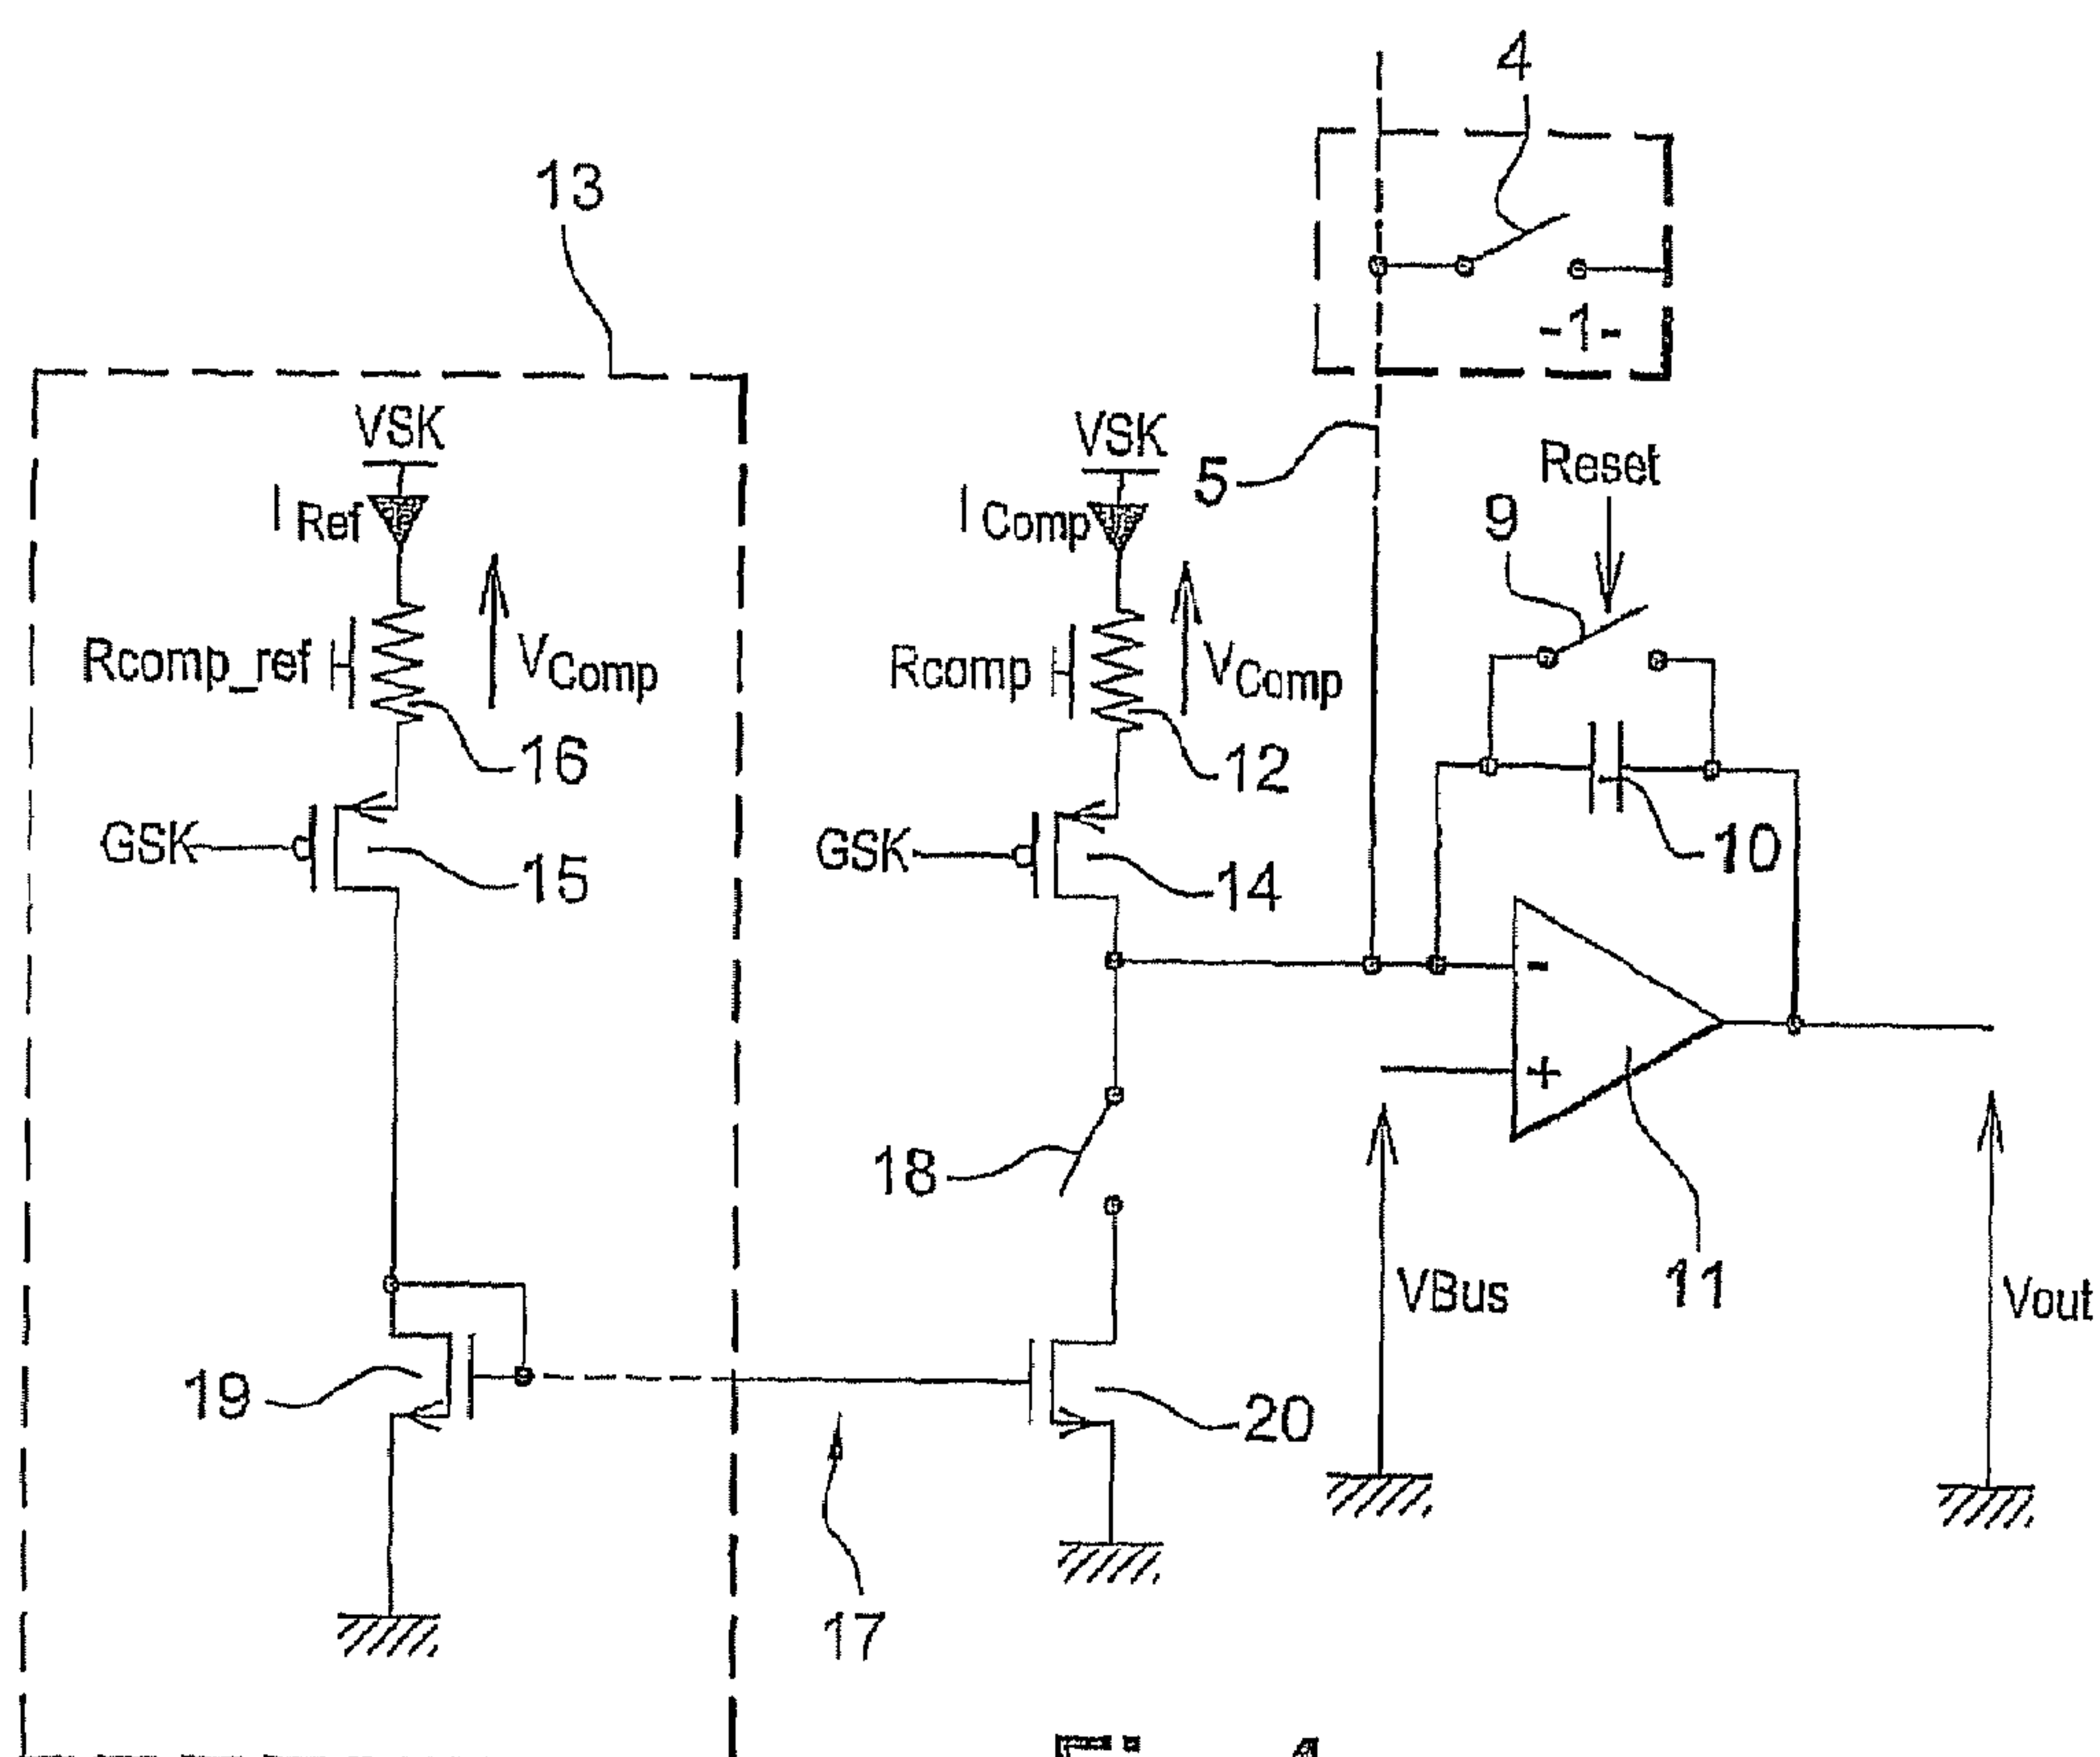 4
13
-1-
VSK
I Ref
Rcomp_ref
VComp
16
GSK
15
19
VSK
I Comp
Rcomp
VComp
12
GSK
14
5
Reset
9
10
-
+
11
18
20
17
VBus
Vout